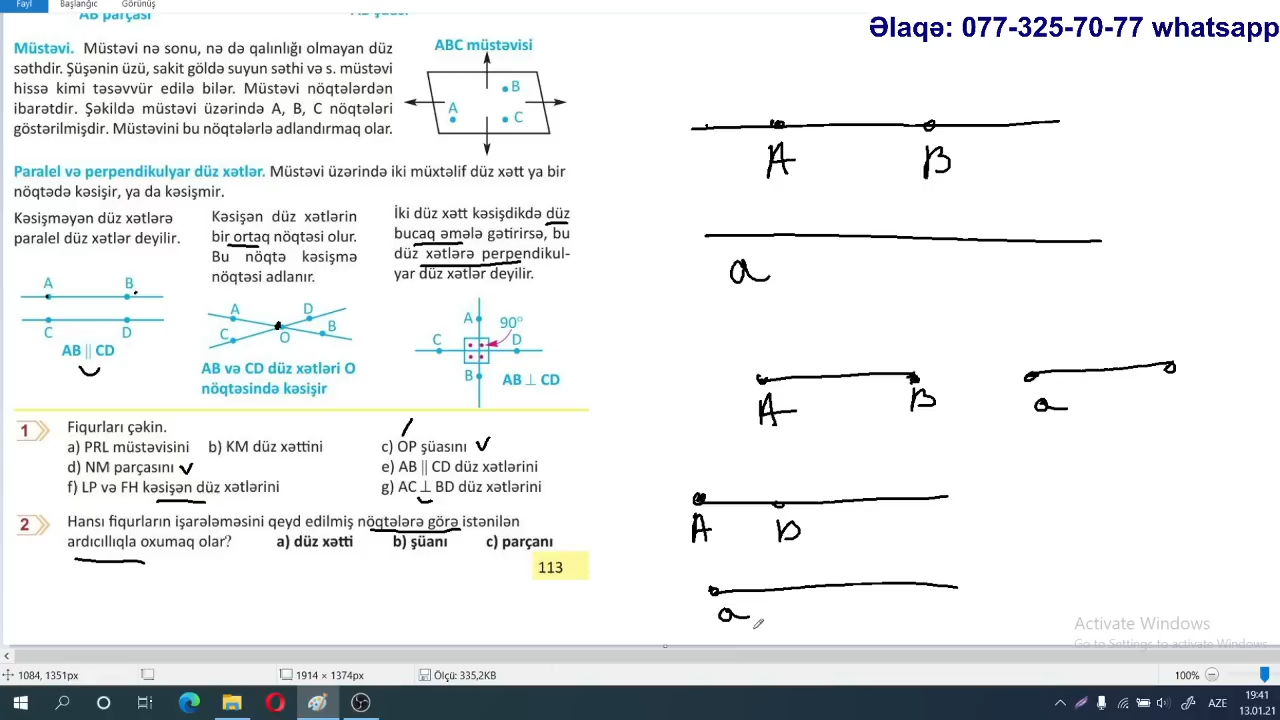 Fayl Başlanğıc Görünüş
AB parçası
Əlaqə: 077-325-70-77 whatsapp
Müstəvi. Müstəvi nə sonu, nə də qalınlığı olmayan düz
səthdir. Şüşənin üzü, sakit göldə suyun səthi və s. müstəvi
hissə kimi təsəvvür edilə bilər. Müstəvi nöqtələrdən
ibarətdir. Şəkildə müstəvi üzərində A, B, C nöqtələri
göstərilmişdir. Müstəvini bu nöqtələrlə adlandırmaq olar.
ABC müstəvisi
B
A
C
Paralel və perpendikulyar düz xətlər. Müstəvi üzərində iki müxtəlif düz xətt ya bir
nöqtədə kəsişir, ya da kəsişmir.
Kəsişməyən düz xətlərə
paralel düz xətlər deyilir.
A B
C D
AB || CD
Kəsişən düz xətlərin
bir ortaq nöqtəsi olur.
Bu nöqtə kəsişmə
nöqtəsi adlanır.
A D
C O B
AB və CD düz xətləri O
nöqtəsində kəsişir
İki düz xətt kəsişdikdə düz
bucaq əmələ gətirirsə, bu
düz xətlərə perpendikul-
yar düz xətlər deyilir.
A 90°
C D
B
AB ⊥ CD
1 Fiqurları çəkin.
a) PRL müstəvisini b) KM düz xəttini c) OP şüasını
d) NM parçasını e) AB || CD düz xətlərini
f) LP və FH kəsişən düz xətlərini g) AC ⊥ BD düz xətlərini
2 Hansı fiqurların işarələməsini qeyd edilmiş nöqtələrə görə istənilən
ardıcıllıqla oxumaq olar? a) düz xətti b) şüanı c) parçanı
113
A B
a
A B a
A B
a
Activate Windows
Go to Settings to activate Windows.
1084, 1351px 1914 × 1374px Ölçü: 335,2KB 100%
AZE 19:41
13.01.21